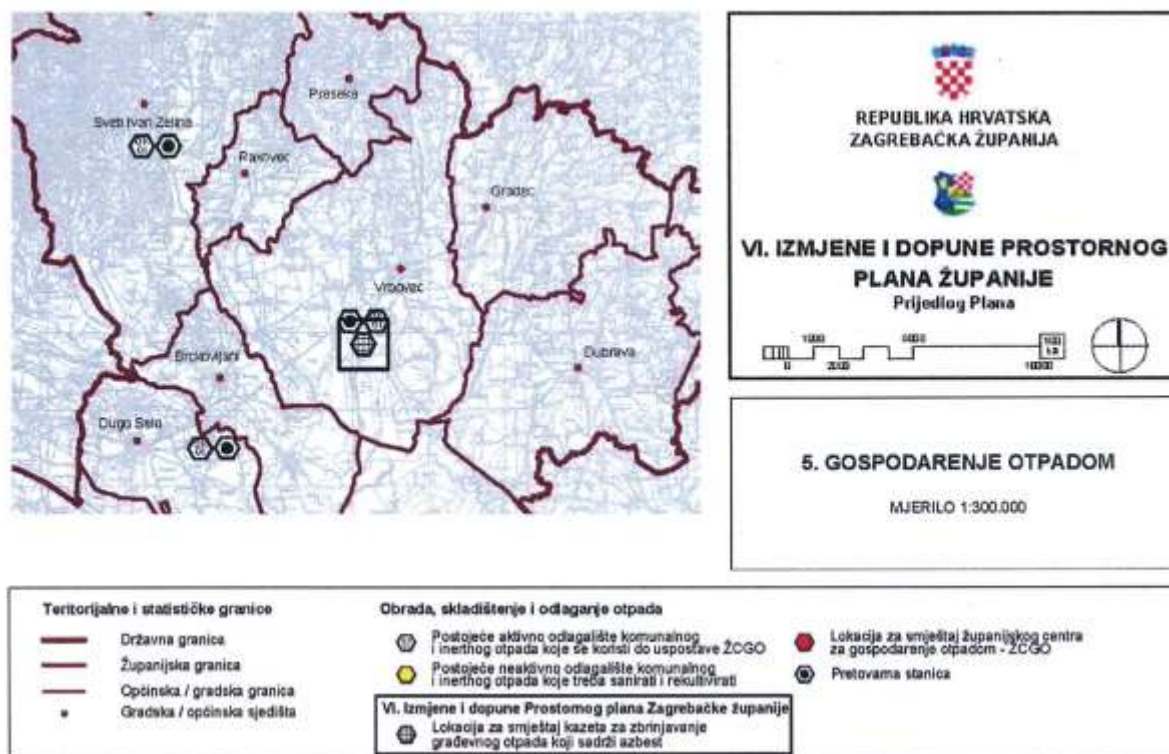 Preseka
Sveti Ivan Zelina
Rakovec
Gradec
Vrbovec
Brckovljani
Dubrava
Dugo Selo
REPUBLIKA HRVATSKA
ZAGREBAČKA ŽUPANIJA
VI. IZMJENE I DOPUNE PROSTORNOG
PLANA ŽUPANIJE
Prijedlog Plana
0
2000
10000
5. GOSPODARENJE OTPADOM
MJERILO 1:300.000
Teritorijalne i statističke granice
Državna granica
Županijska granica
Općinska / gradska granica
Gradska / općinska sjedišta
Obrada, skladištenje i odlaganje otpada
Postojeće aktivno odlagalište komunalnog
i inertnog otpada koje se koristi do uspostave ŽCGO
Postojeće neaktivno odlagalište komunalnog
i inertnog otpada koje treba sanirati i rekultivirati
VI. Izmjene i dopune Prostornog plana Zagrebačke županije
Lokacija za smještaj kazeta za zbrinjavanje
građevnog otpada koji sadrži azbest
Lokacija za smještaj županijskog centra
za gospodarenje otpadom - ŽCGO
Pretovarna stanica